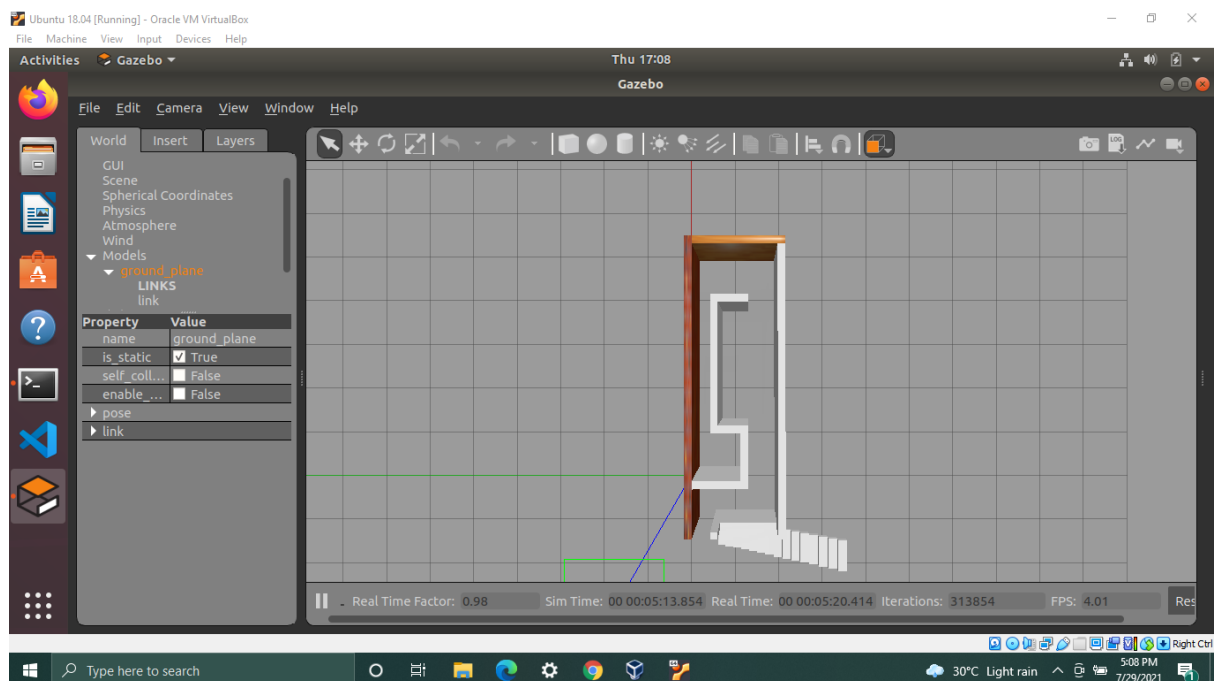 Ubuntu 18.04 [Running] - Oracle VM VirtualBox
File Machine View Input Devices Help
Activities Gazebo Thu 17:08
Gazebo
File Edit Camera View Window Help
World Insert Layers
GUI
Scene
Spherical Coordinates
Physics
Atmosphere
Wind
Models
ground_plane
LINKS
link
Property Value
name ground_plane
is_static True
self_coll... False
enable_... False
pose
link
Real Time Factor: 0.98 Sim Time: 00 00:05:13.854 Real Time: 00 00:05:20.414 Iterations: 313854 FPS: 4.01 Res
Right Ctrl
Type here to search 30°C Light rain 5:08 PM
7/29/2021